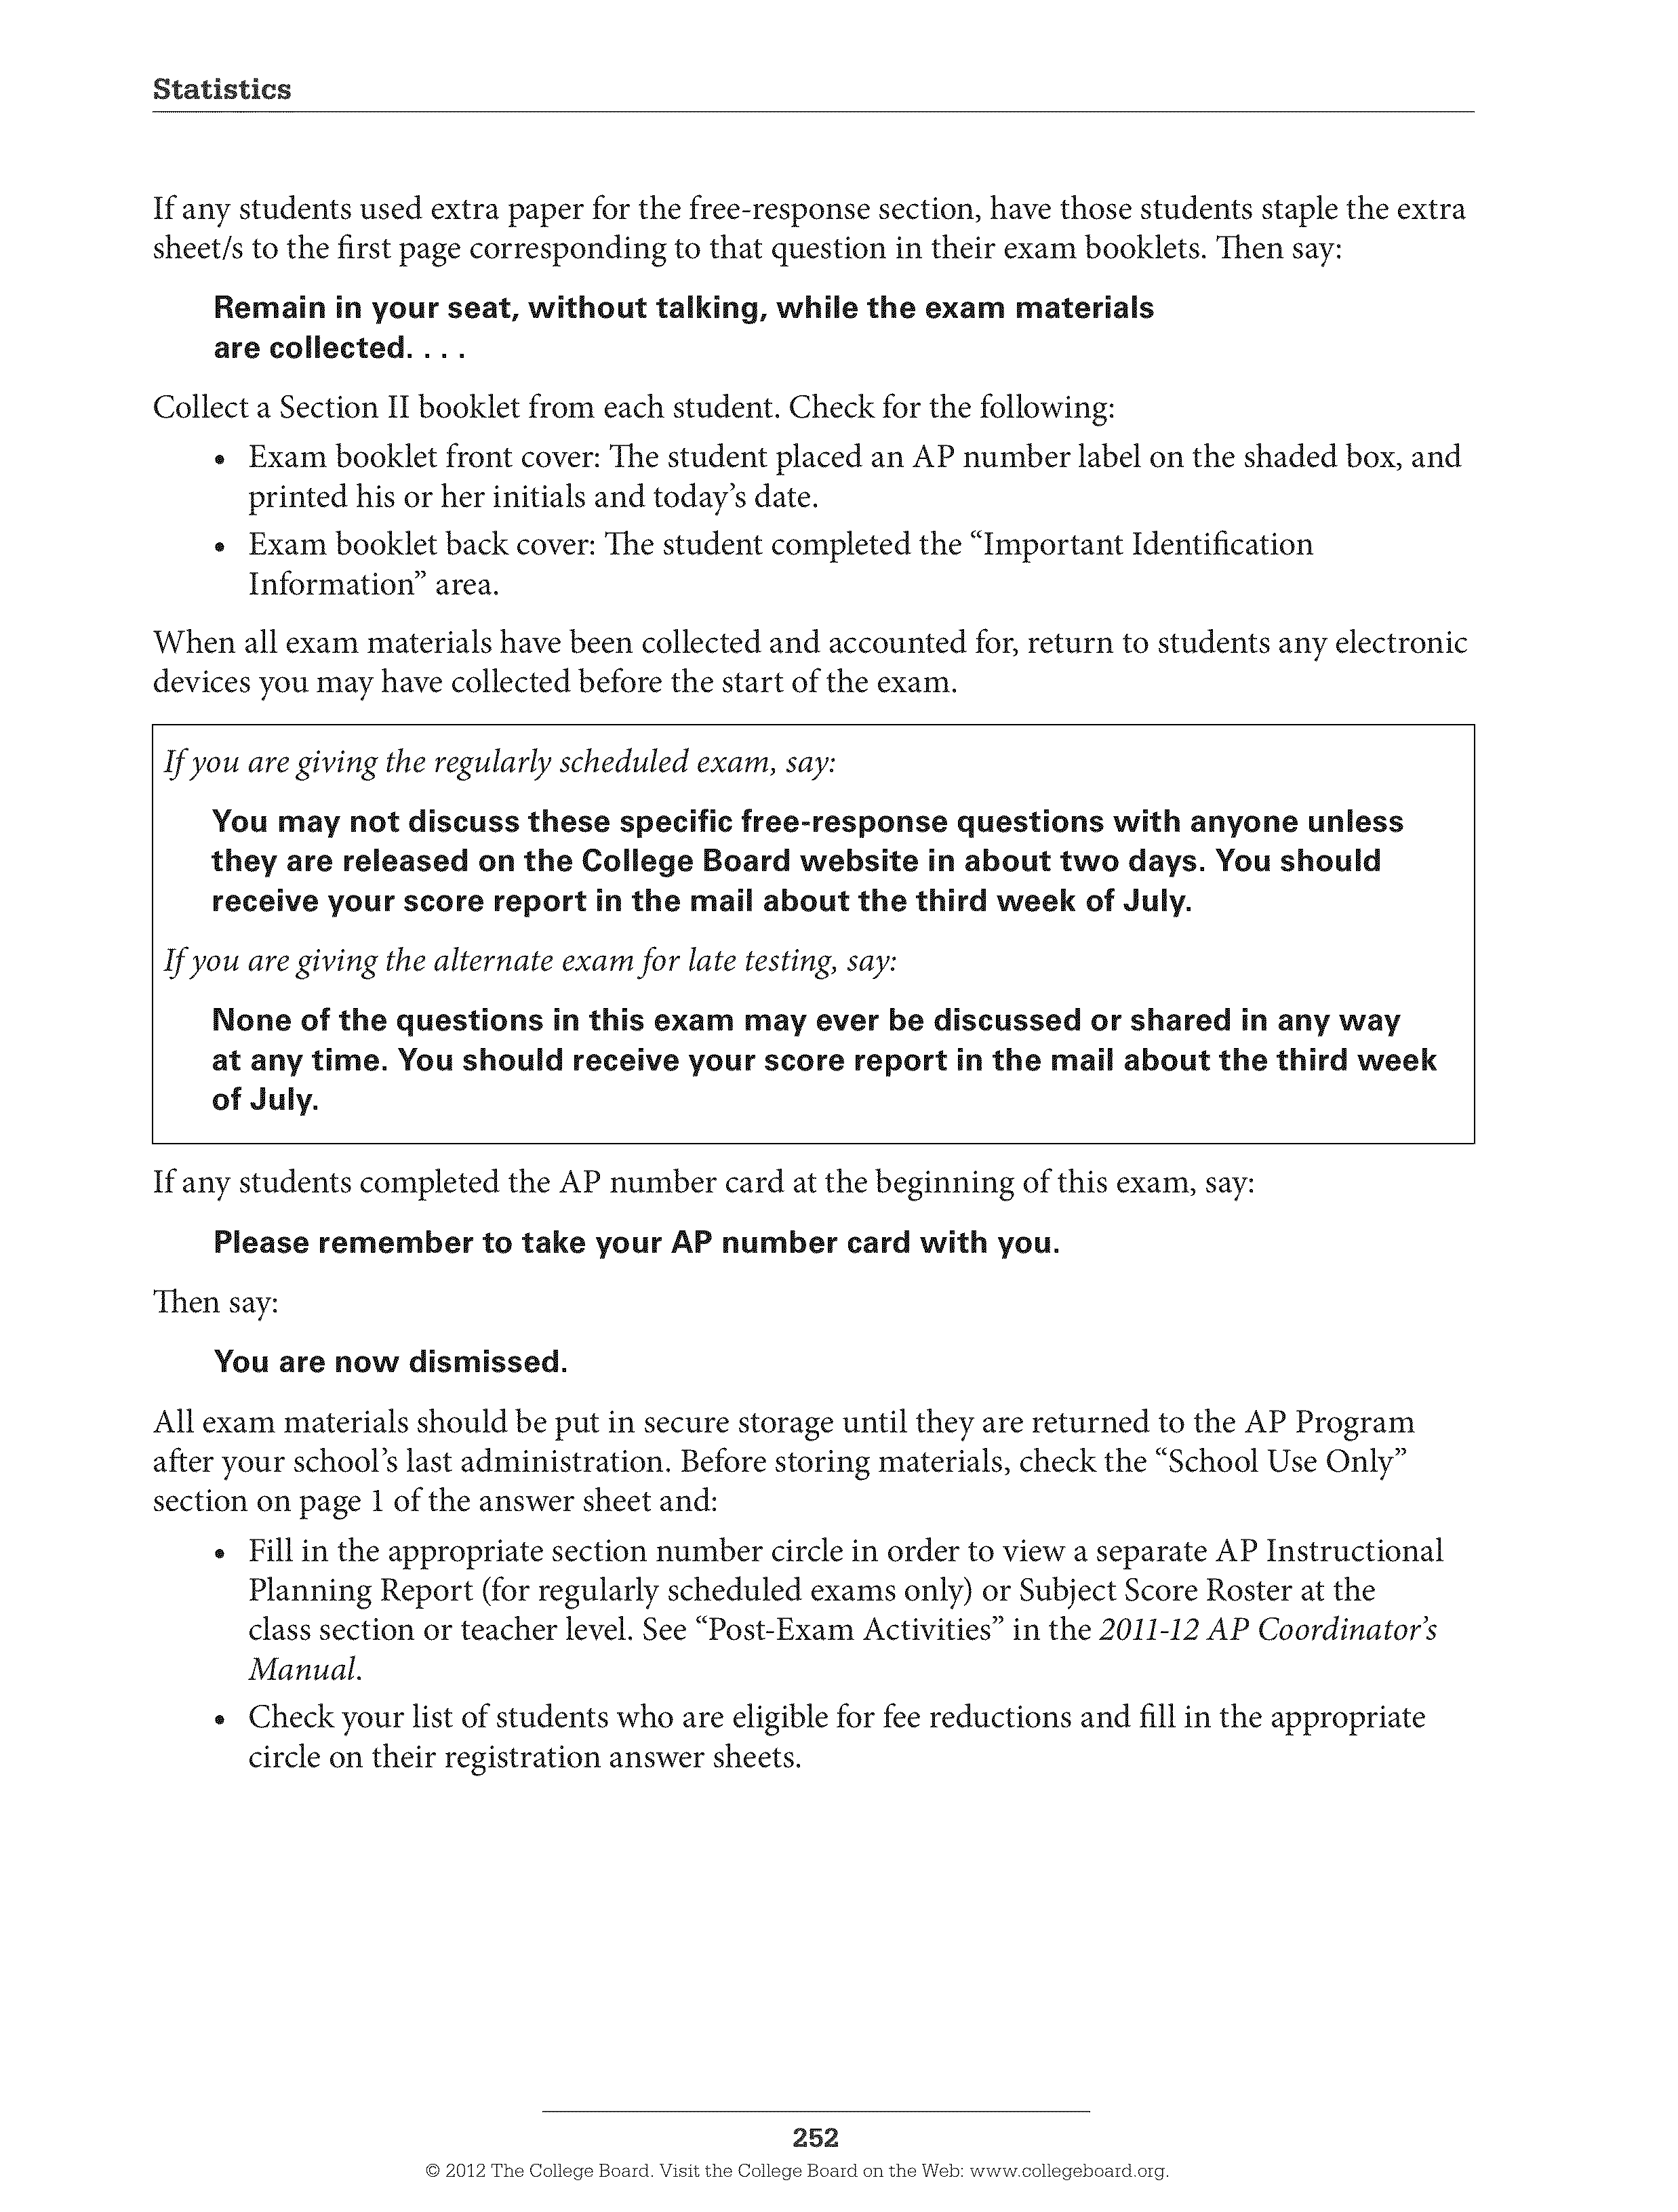 Statistics
If any students used extra paper for the free-response section, have those students staple the extra
sheet/s to the first page corresponding to that question in their exam booklets. Then say:
Remain in your seat, without talking, while the exam materials
are collected. . . .
Collect a Section II booklet from each student. Check for the following:
• Exam booklet front cover: The student placed an AP number label on the shaded box, and
printed his or her initials and today’s date.
• Exam booklet back cover: The student completed the “Important Identification
Information” area.
When all exam materials have been collected and accounted for, return to students any electronic
devices you may have collected before the start of the exam.
If you are giving the regularly scheduled exam, say:
You may not discuss these specific free-response questions with anyone unless
they are released on the College Board website in about two days. You should
receive your score report in the mail about the third week of July.
If you are giving the alternate exam for late testing, say:
None of the questions in this exam may ever be discussed or shared in any way
at any time. You should receive your score report in the mail about the third week
of July.
If any students completed the AP number card at the beginning of this exam, say:
Please remember to take your AP number card with you.
Then say:
You are now dismissed.
All exam materials should be put in secure storage until they are returned to the AP Program
after your school’s last administration. Before storing materials, check the “School Use Only”
section on page 1 of the answer sheet and:
• Fill in the appropriate section number circle in order to view a separate AP Instructional
Planning Report (for regularly scheduled exams only) or Subject Score Roster at the
class section or teacher level. See “Post-Exam Activities” in the 2011-12 AP Coordinator’s
Manual.
• Check your list of students who are eligible for fee reductions and fill in the appropriate
circle on their registration answer sheets.
252
© 2012 The College Board. Visit the College Board on the Web: www.collegeboard.org.